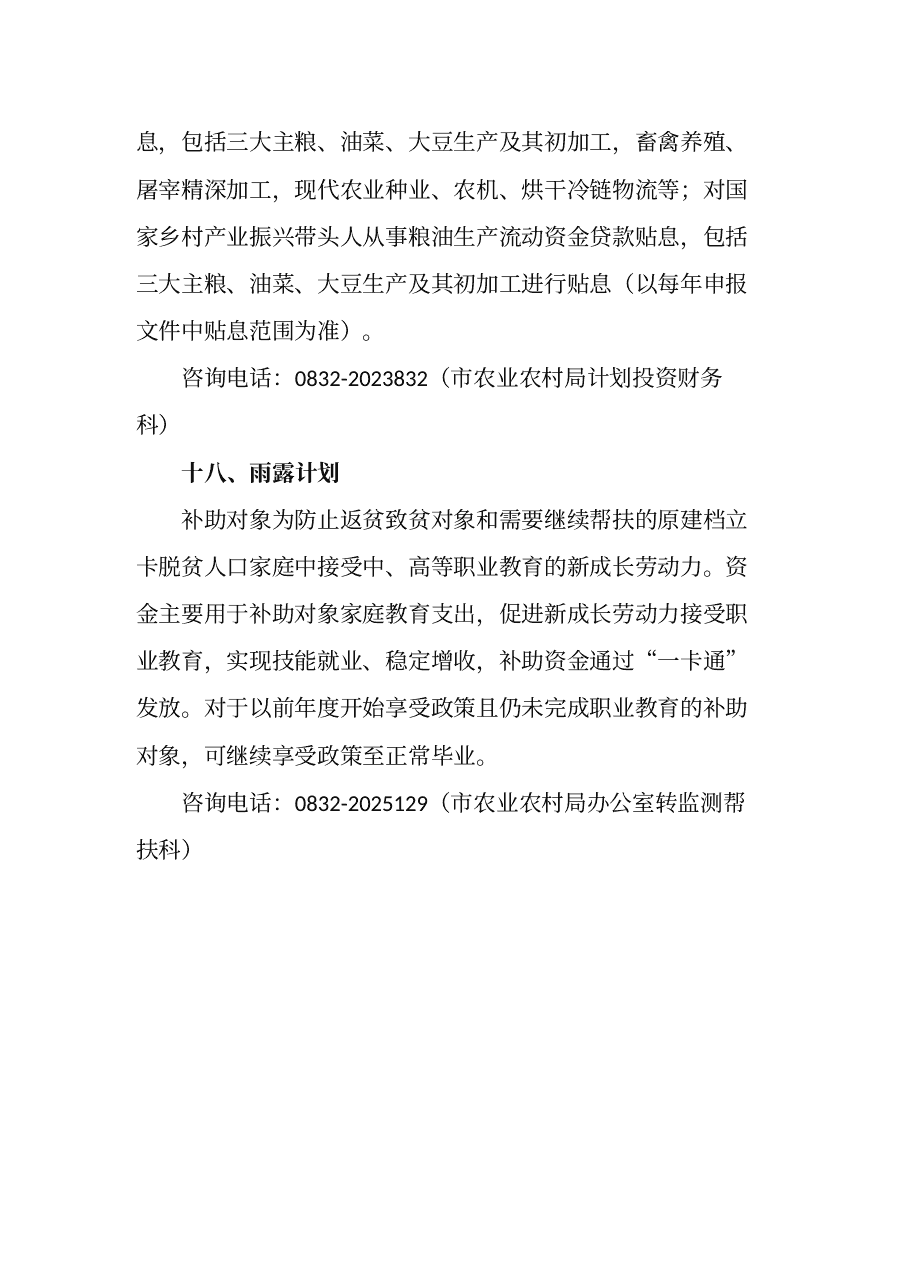 息，包括三大主粮、油菜、大豆生产及其初加工，畜禽养殖、
屠宰精深加工，现代农业种业、农机、烘干冷链物流等；对国
家乡村产业振兴带头人从事粮油生产流动资金贷款贴息，包括
三大主粮、油菜、大豆生产及其初加工进行贴息（以每年申报
文件中贴息范围为准）。
咨询电话：0832-2023832（市农业农村局计划投资财务
科）
十八、雨露计划
补助对象为防止返贫致贫对象和需要继续帮扶的原建档立
卡脱贫人口家庭中接受中、高等职业教育的新成长劳动力。资
金主要用于补助对象家庭教育支出，促进新成长劳动力接受职
业教育，实现技能就业、稳定增收，补助资金通过“一卡通”
发放。对于以前年度开始享受政策且仍未完成职业教育的补助
对象，可继续享受政策至正常毕业。
咨询电话：0832-2025129（市农业农村局办公室转监测帮
扶科）